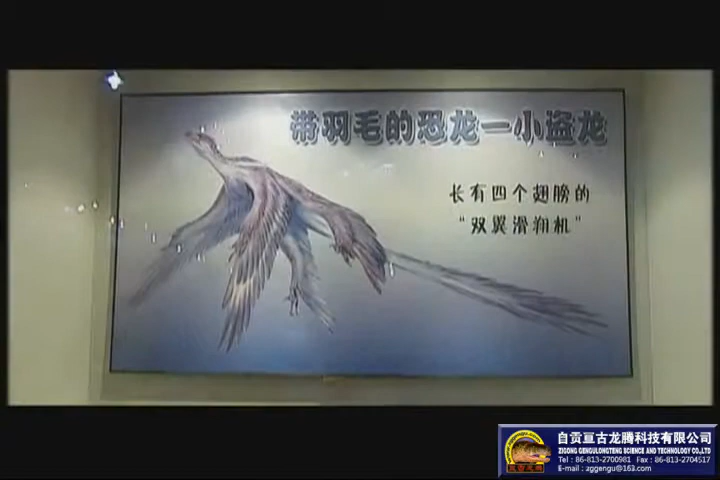 带羽毛的恐龙一小盗龙
长有四个翅膀的
“双翼滑翔机”
自贡亘古龙腾科技有限公司
ZIGONG GENGULONGTENG SCIENCE AND TECHNOLOGY CO.,LTD
Tel : 86-813-2700981 Fax : 86-813-2704517
E-mail : zggengu@163.com